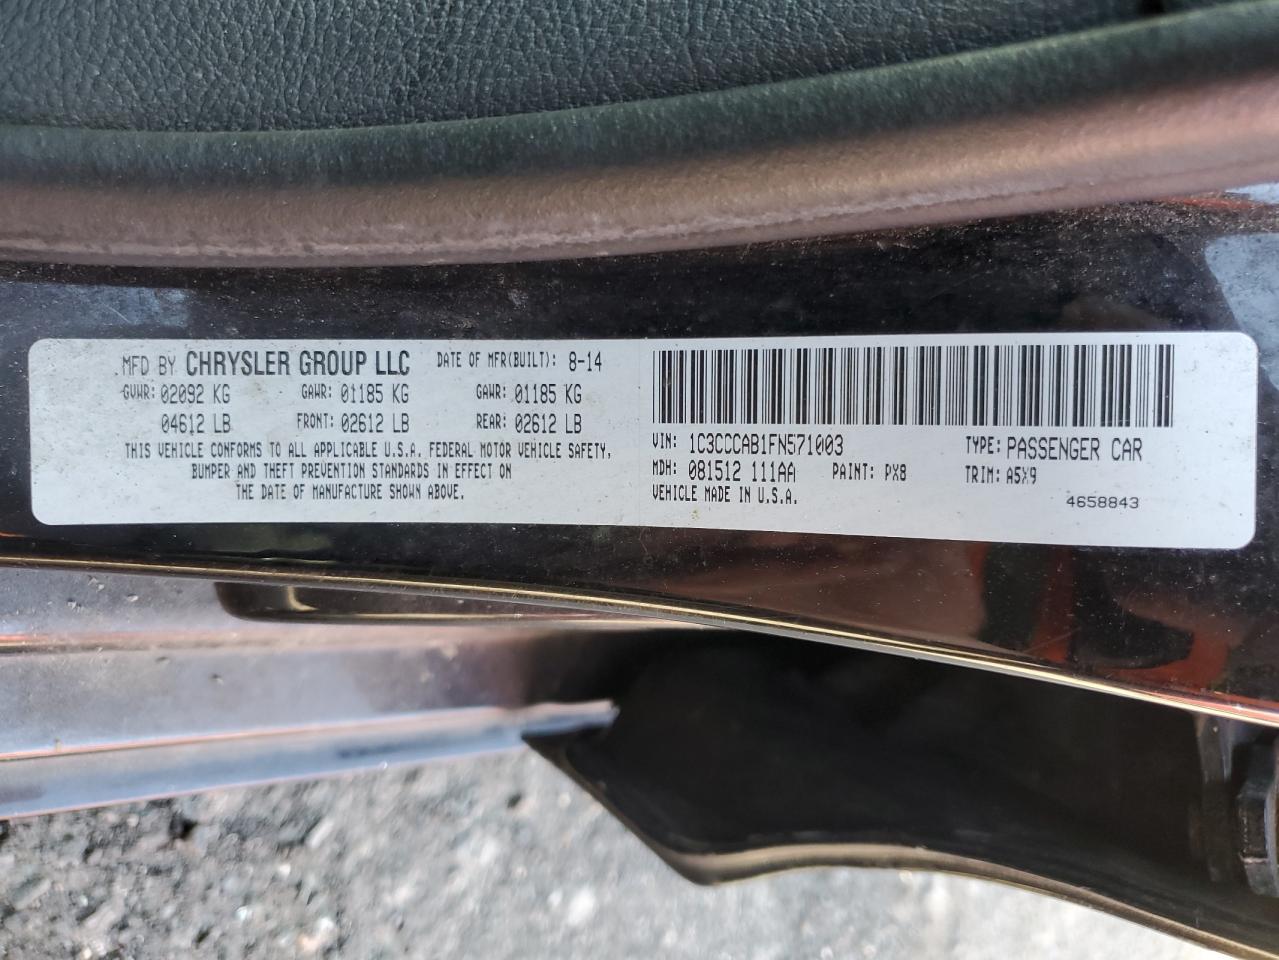 MFD BY CHRYSLER GROUP LLC DATE OF MFR(BUILT): 8-14
GVWR: 02092 KG GAWR: 01185 KG GAWR: 01185 KG
04612 LB FRONT: 02612 LB REAR: 02612 LB
THIS VEHICLE CONFORMS TO ALL APPLICABLE U.S.A. FEDERAL MOTOR VEHICLE SAFETY,
BUMPER AND THEFT PREVENTION STANDARDS IN EFFECT ON
THE DATE OF MANUFACTURE SHOWN ABOVE.
VIN: 1C3CCCAB1FN571003 TYPE: PASSENGER CAR
MDH: 081512 111AA PAINT: PX8 TRIM: A5X9
VEHICLE MADE IN U.S.A. 4658843